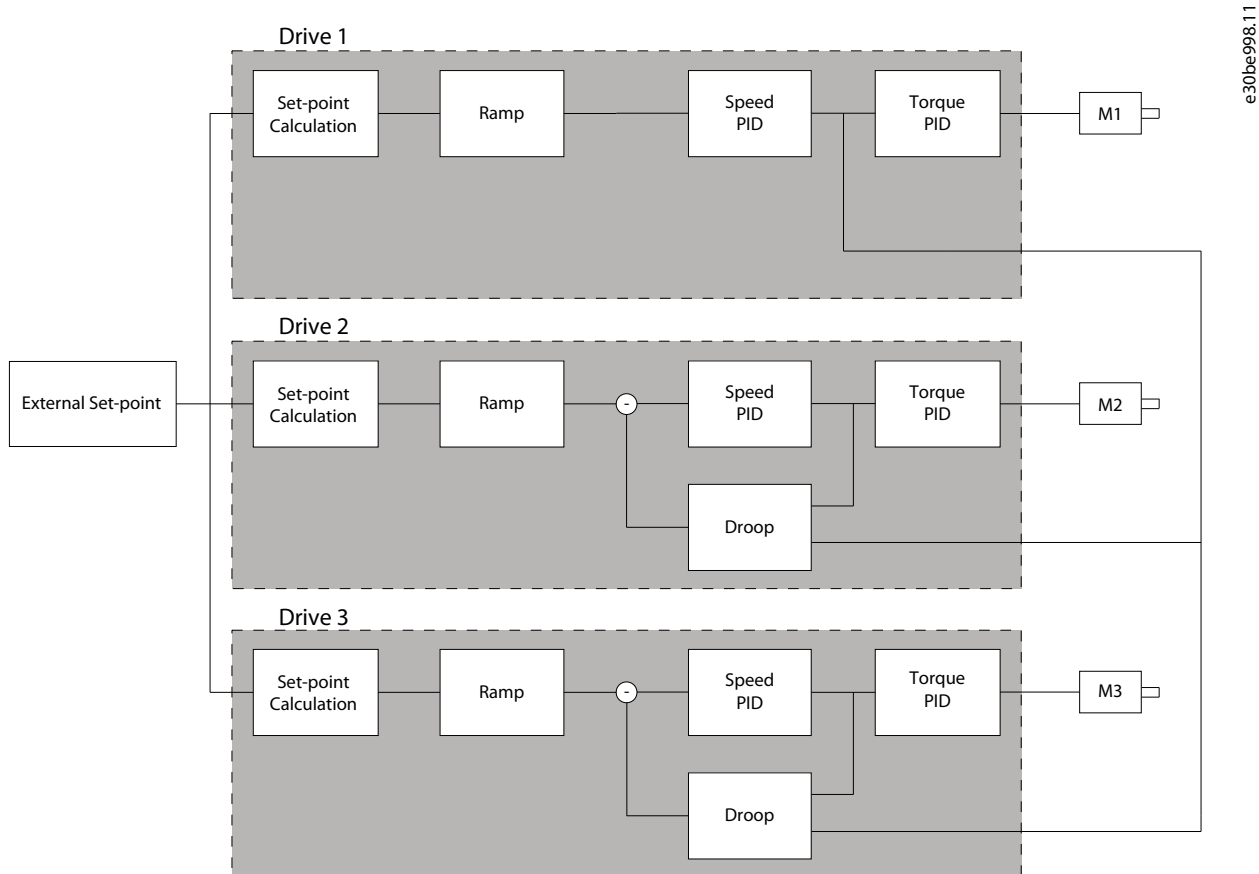 e30be998.11
Drive 1
Set-point
Calculation
Ramp
Speed
PID
Torque
PID
M1
Drive 2
External Set-point
Set-point
Calculation
Ramp
-
Speed
PID
Torque
PID
M2
Droop
Drive 3
Set-point
Calculation
Ramp
-
Speed
PID
Torque
PID
M3
Droop